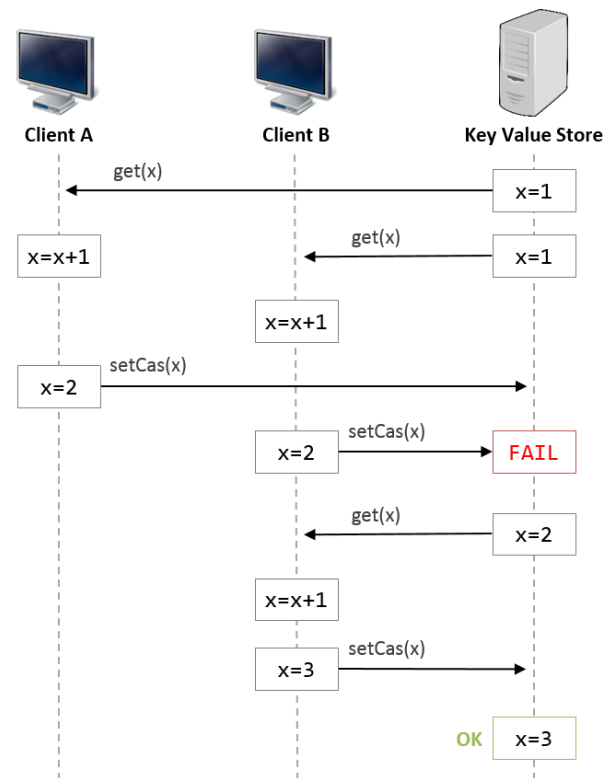 Client A
Client B
Key Value Store
get(x)
x=1
x=x+1
get(x)
x=1
x=x+1
x=2
setCas(x)
x=2
setCas(x)
FAIL
get(x)
x=2
x=x+1
x=3
setCas(x)
OK
x=3